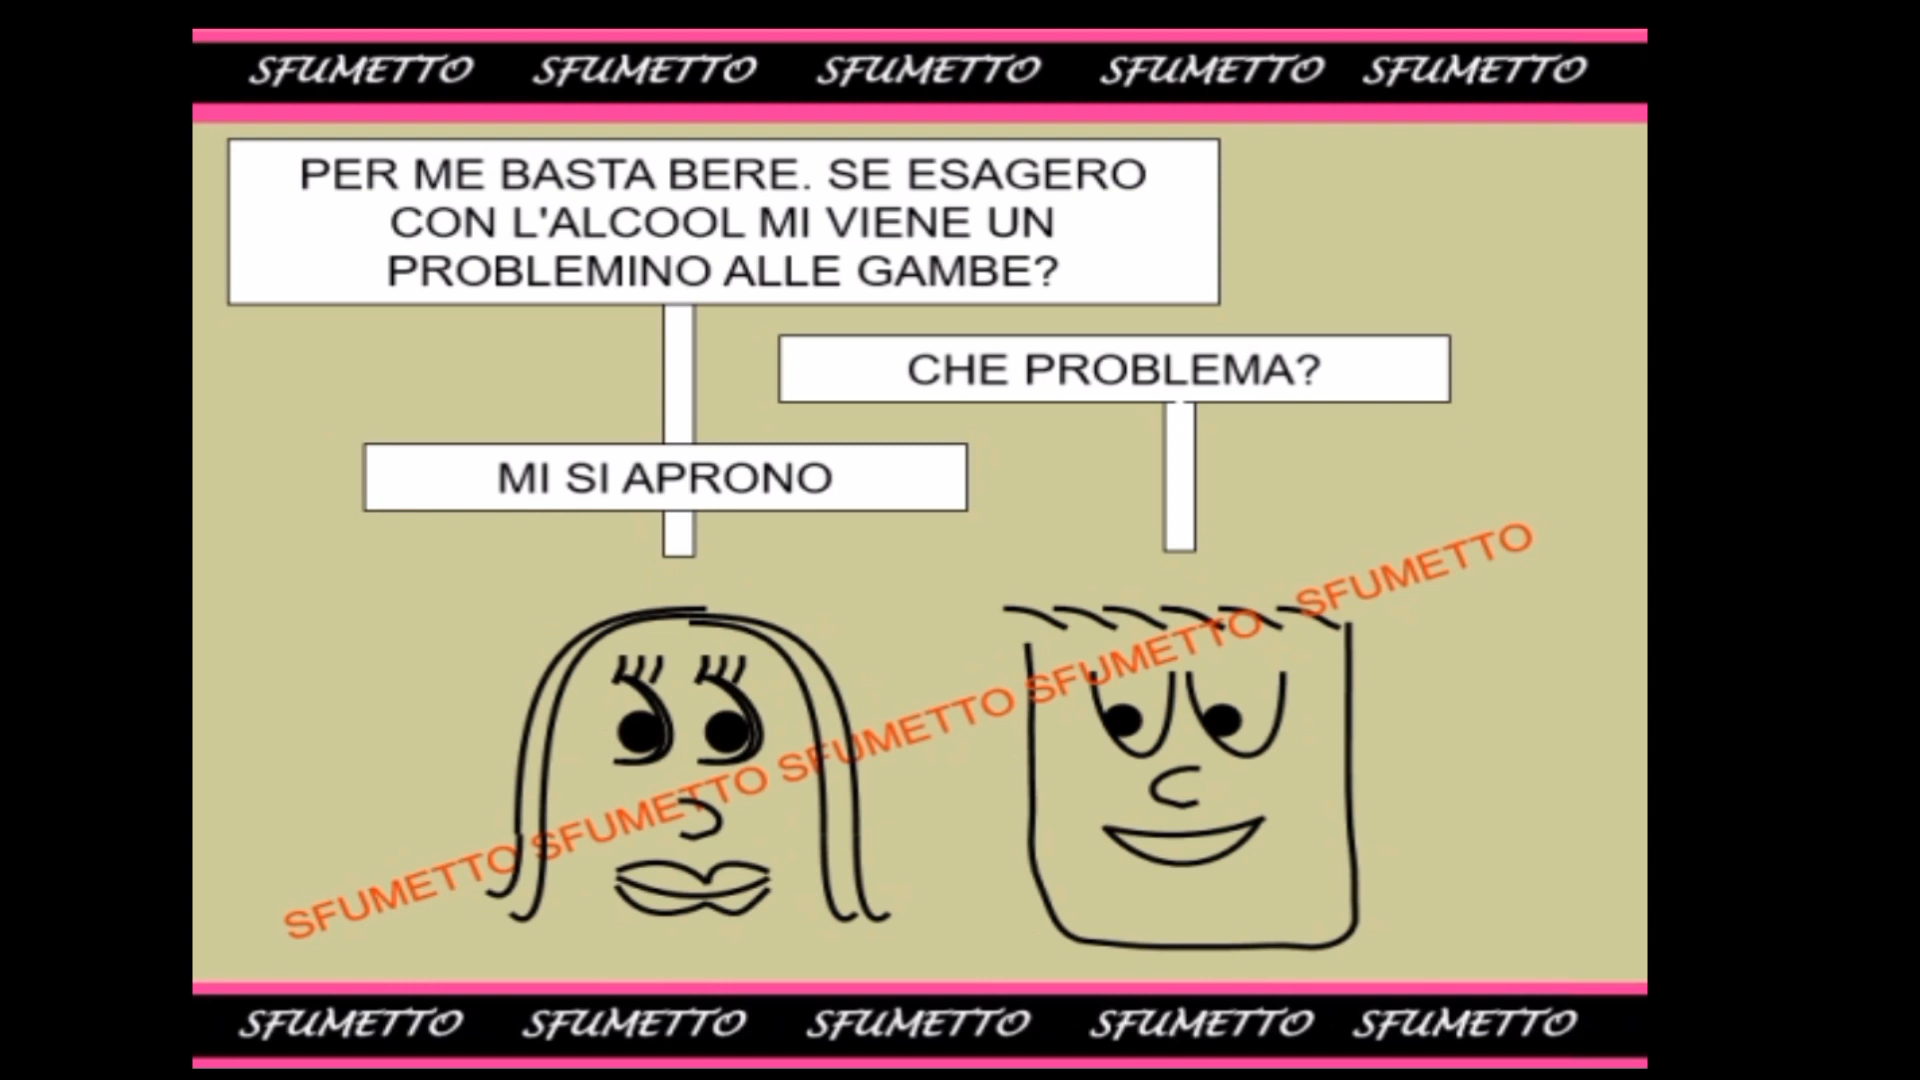 SFUMETTO SFUMETTO SFUMETTO SFUMETTO SFUMETTO
PER ME BASTA BERE. SE ESAGERO
CON L'ALCOOL MI VIENE UN
PROBLEMINO ALLE GAMBE?
CHE PROBLEMA?
MI SI APRONO
SFUMETTO SFUMETTO SFUMETTO SFUMETTO SFUMETTO
SFUMETTO SFUMETTO SFUMETTO SFUMETTO SFUMETTO